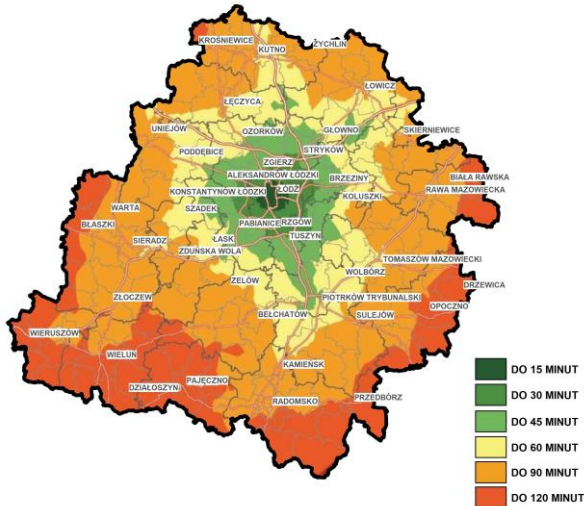 KROŚNIEWICE
ŻYCHLIN
KUTNO
ŁOWICZ
ŁĘCZYCA
UNIEJÓW
OZORKÓW
GŁOWNO
SKIERNIEWICE
STRYKÓW
PODDĘBICE
ZGIERZ
BIAŁA RAWSKA
ALEKSANDRÓW ŁÓDZKI
BRZEZINY
RAWA MAZOWIECKA
KONSTANTYNÓW ŁÓDZKI
ŁÓDŹ
KOLUSZKI
WARTA
SZADEK
BŁASZKI
PABIANICE
RZGÓW
SIERADZ
ŁASK
TUSZYN
ZDUŃSKA WOLA
TOMASZÓW MAZOWIECKI
WOLBÓRZ
ZELÓW
DRZEWICA
ZŁOCZEW
PIOTRKÓW TRYBUNALSKI
OPOCZNO
BEŁCHATÓW
SULEJÓW
WIERUSZÓW
WIELUŃ
KAMIEŃSK
DZIAŁOSZYN
PAJĘCZNO
RADOMSKO
PRZEDBÓRZ
DO 15 MINUT
DO 30 MINUT
DO 45 MINUT
DO 60 MINUT
DO 90 MINUT
DO 120 MINUT